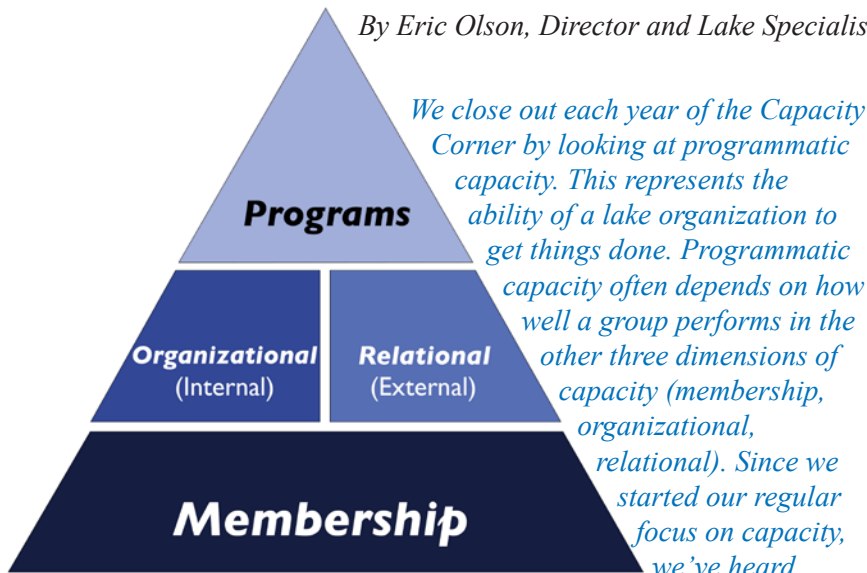 By Eric Olson, Director and Lake Specialis
We close out each year of the Capacity
Corner by looking at programmatic
capacity. This represents the
ability of a lake organization to
get things done. Programmatic
capacity often depends on how
well a group performs in the
other three dimensions of
capacity (membership,
organizational,
relational). Since we
started our regular
focus on capacity,
we've heard
Programs
Organizational
(Internal)
Relational
(External)
Membership